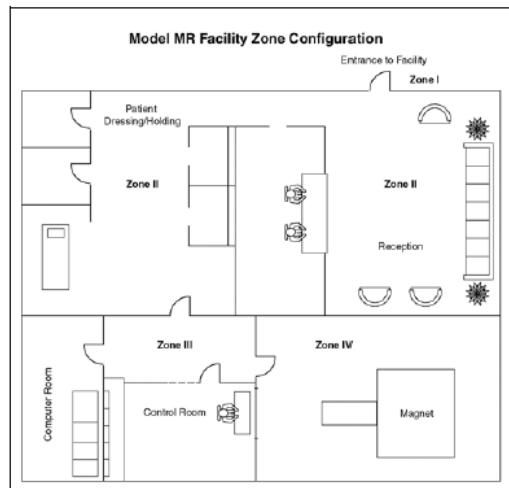 Model MR Facility Zone Configuration
Entrance to Facility
Zone I
Patient
Dressing/Holding
Zone II
Zone II
Reception
Zone III
Zone IV
Computer Room
Control Room
Magnet